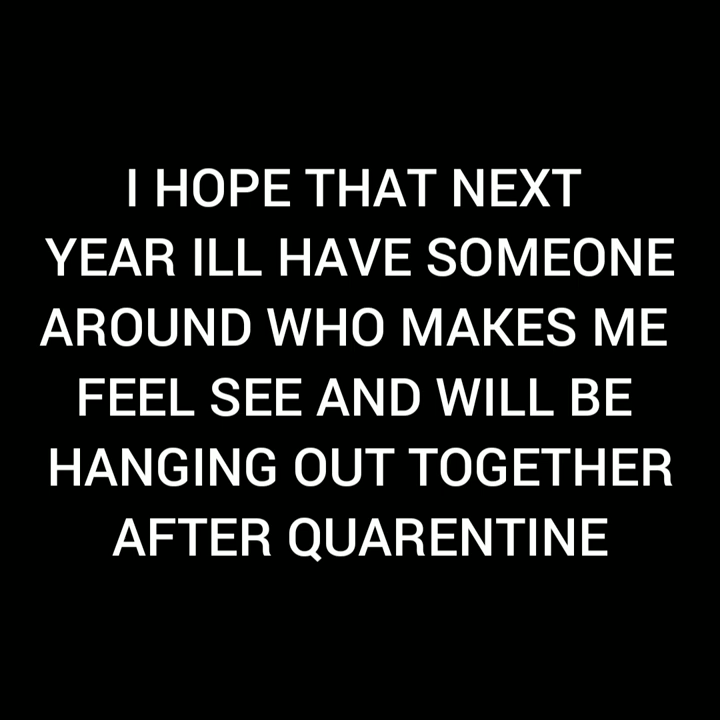 I HOPE THAT NEXT
YEAR ILL HAVE SOMEONE
AROUND WHO MAKES ME
FEEL SEE AND WILL BE
HANGING OUT TOGETHER
AFTER QUARENTINE